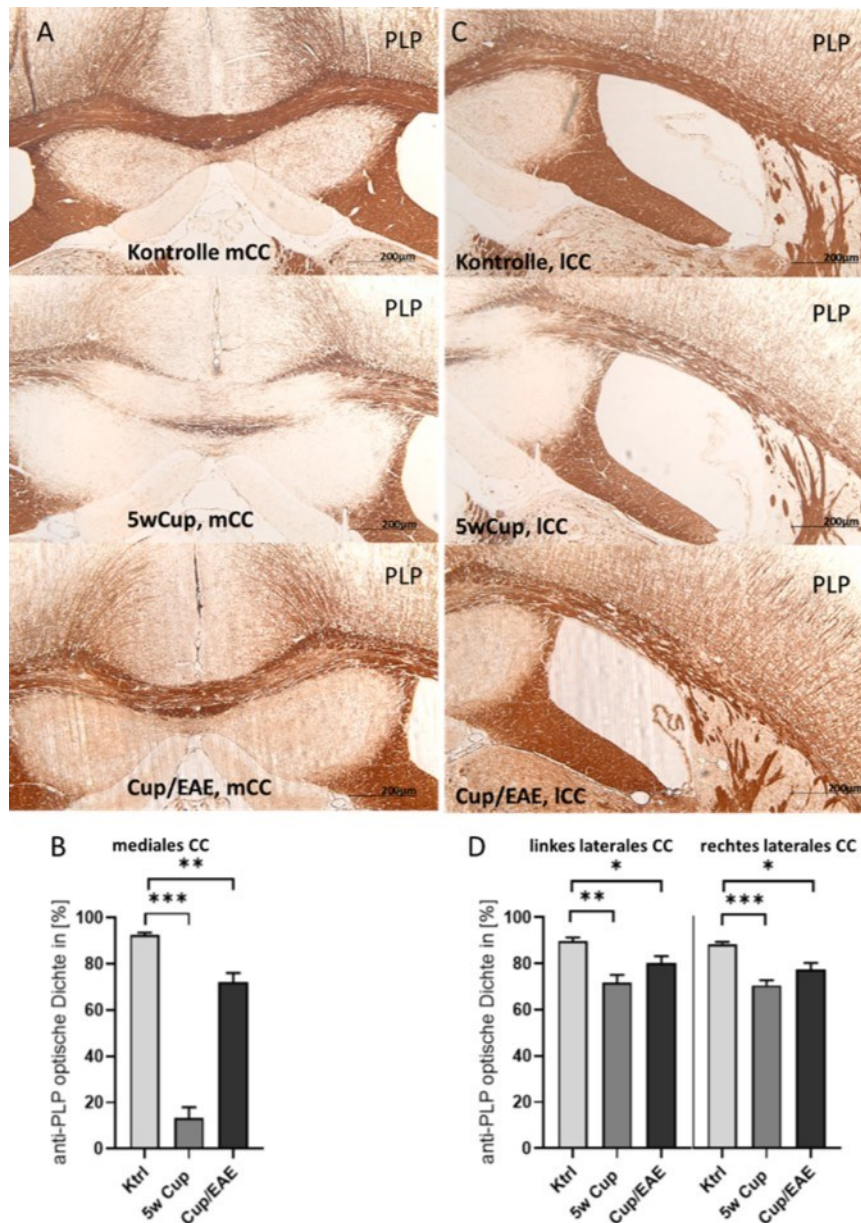 A
PLP
Kontrolle mCC
200µm
PLP
5wCup, mCC
200µm
PLP
Cup/EAE, mCC
200µm
C
PLP
Kontrolle, lCC
200µm
PLP
5wCup, lCC
200µm
PLP
Cup/EAE, lCC
200µm
B
mediales CC
**
***
anti-PLP optische Dichte in [%]
100
80
60
40
20
0
Ktrl
5w Cup
Cup/EAE
D
linkes laterales CC
rechtes laterales CC
*
**
*
***
anti-PLP optische Dichte in [%]
100
80
60
40
20
0
Ktrl
5w Cup
Cup/EAE
Ktrl
5w Cup
Cup/EAE